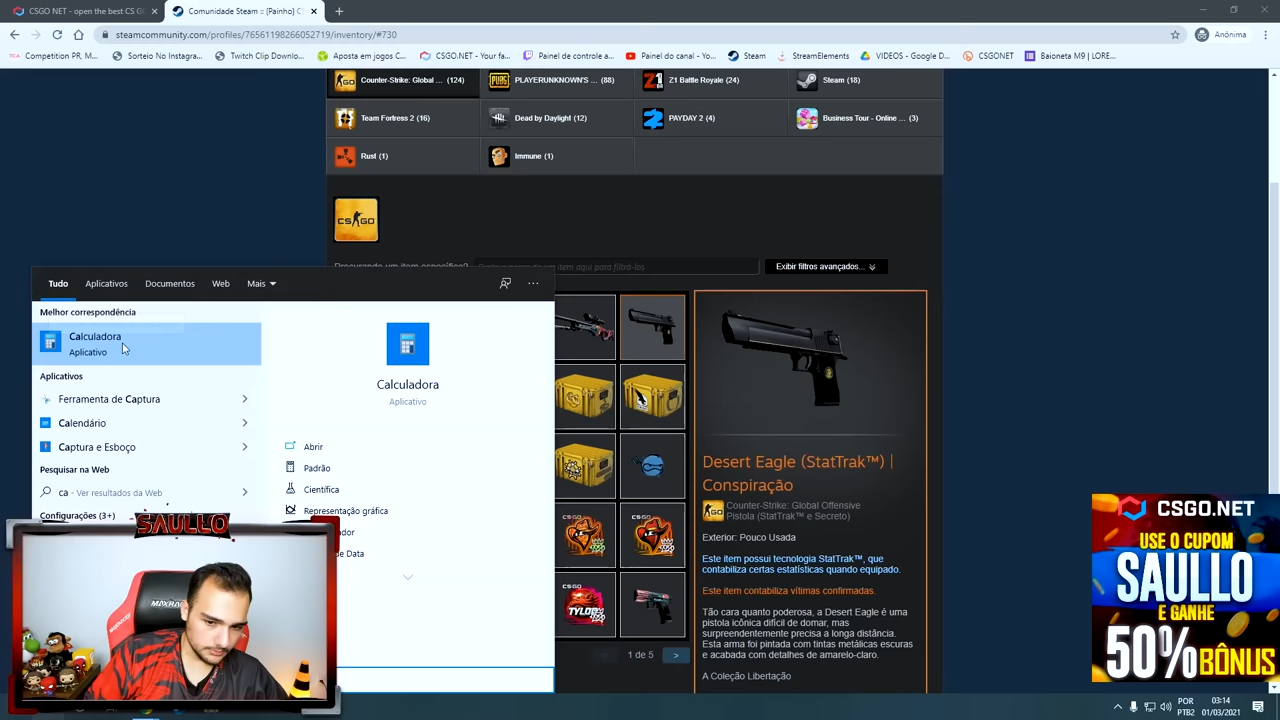 CSGO.NET - open the best CS GO
Comunidade Steam :: [Painho] C
steamcommunity.com/profiles/76561198266052719/inventory/#730
Anônima
Competition PR, M...
Sorteio No Instagra...
Twitch Clip Downlo...
Aposta em jogos C...
CSGO.NET - Your fa...
Painel de controle a...
Painel do canal - Yo...
Steam
StreamElements
VIDEOS - Google D...
CSGONET
Baioneta M9 | LORE...
Counter-Strike: Global ... (124)
PLAYERUNKNOWN'S ... (88)
Z1 Battle Royale (24)
Steam (18)
Team Fortress 2 (16)
Dead by Daylight (12)
PAYDAY 2 (4)
Business Tour - Online ... (3)
Rust (1)
Immune (1)
CS GO
Exibir filtros avançados...
Tudo
Aplicativos
Documentos
Web
Mais
Melhor correspondência
Calculadora
Aplicativo
Aplicativos
Ferramenta de Captura
Calendário
Captura e Esboço
Pesquisar na Web
ca - Ver resultados da Web
Configurações (3+)
Calculadora
Aplicativo
Abrir
Padrão
Científica
Representação gráfica
de Data
SAULLO
Desert Eagle (StatTrak™) |
Conspiração
Counter-Strike: Global Offensive
Pistola (StatTrak™ e Secreto)
Exterior: Pouco Usada
Este item possui tecnologia StatTrak™, que
contabiliza certas estatísticas quando equipado.
Este item contabiliza vítimas confirmadas.
Tão cara quanto poderosa, a Desert Eagle é uma
pistola icônica difícil de domar, mas
surpreendentemente precisa a longa distância.
Esta arma foi pintada com tintas metálicas escuras
e acabada com detalhes de amarelo-claro.
A Coleção Libertação
1 de 5
CSGO.NET
USE O CUPOM
SAULLO
E GANHE
50% BÔNUS
POR
PTB2
03:14
01/03/2021